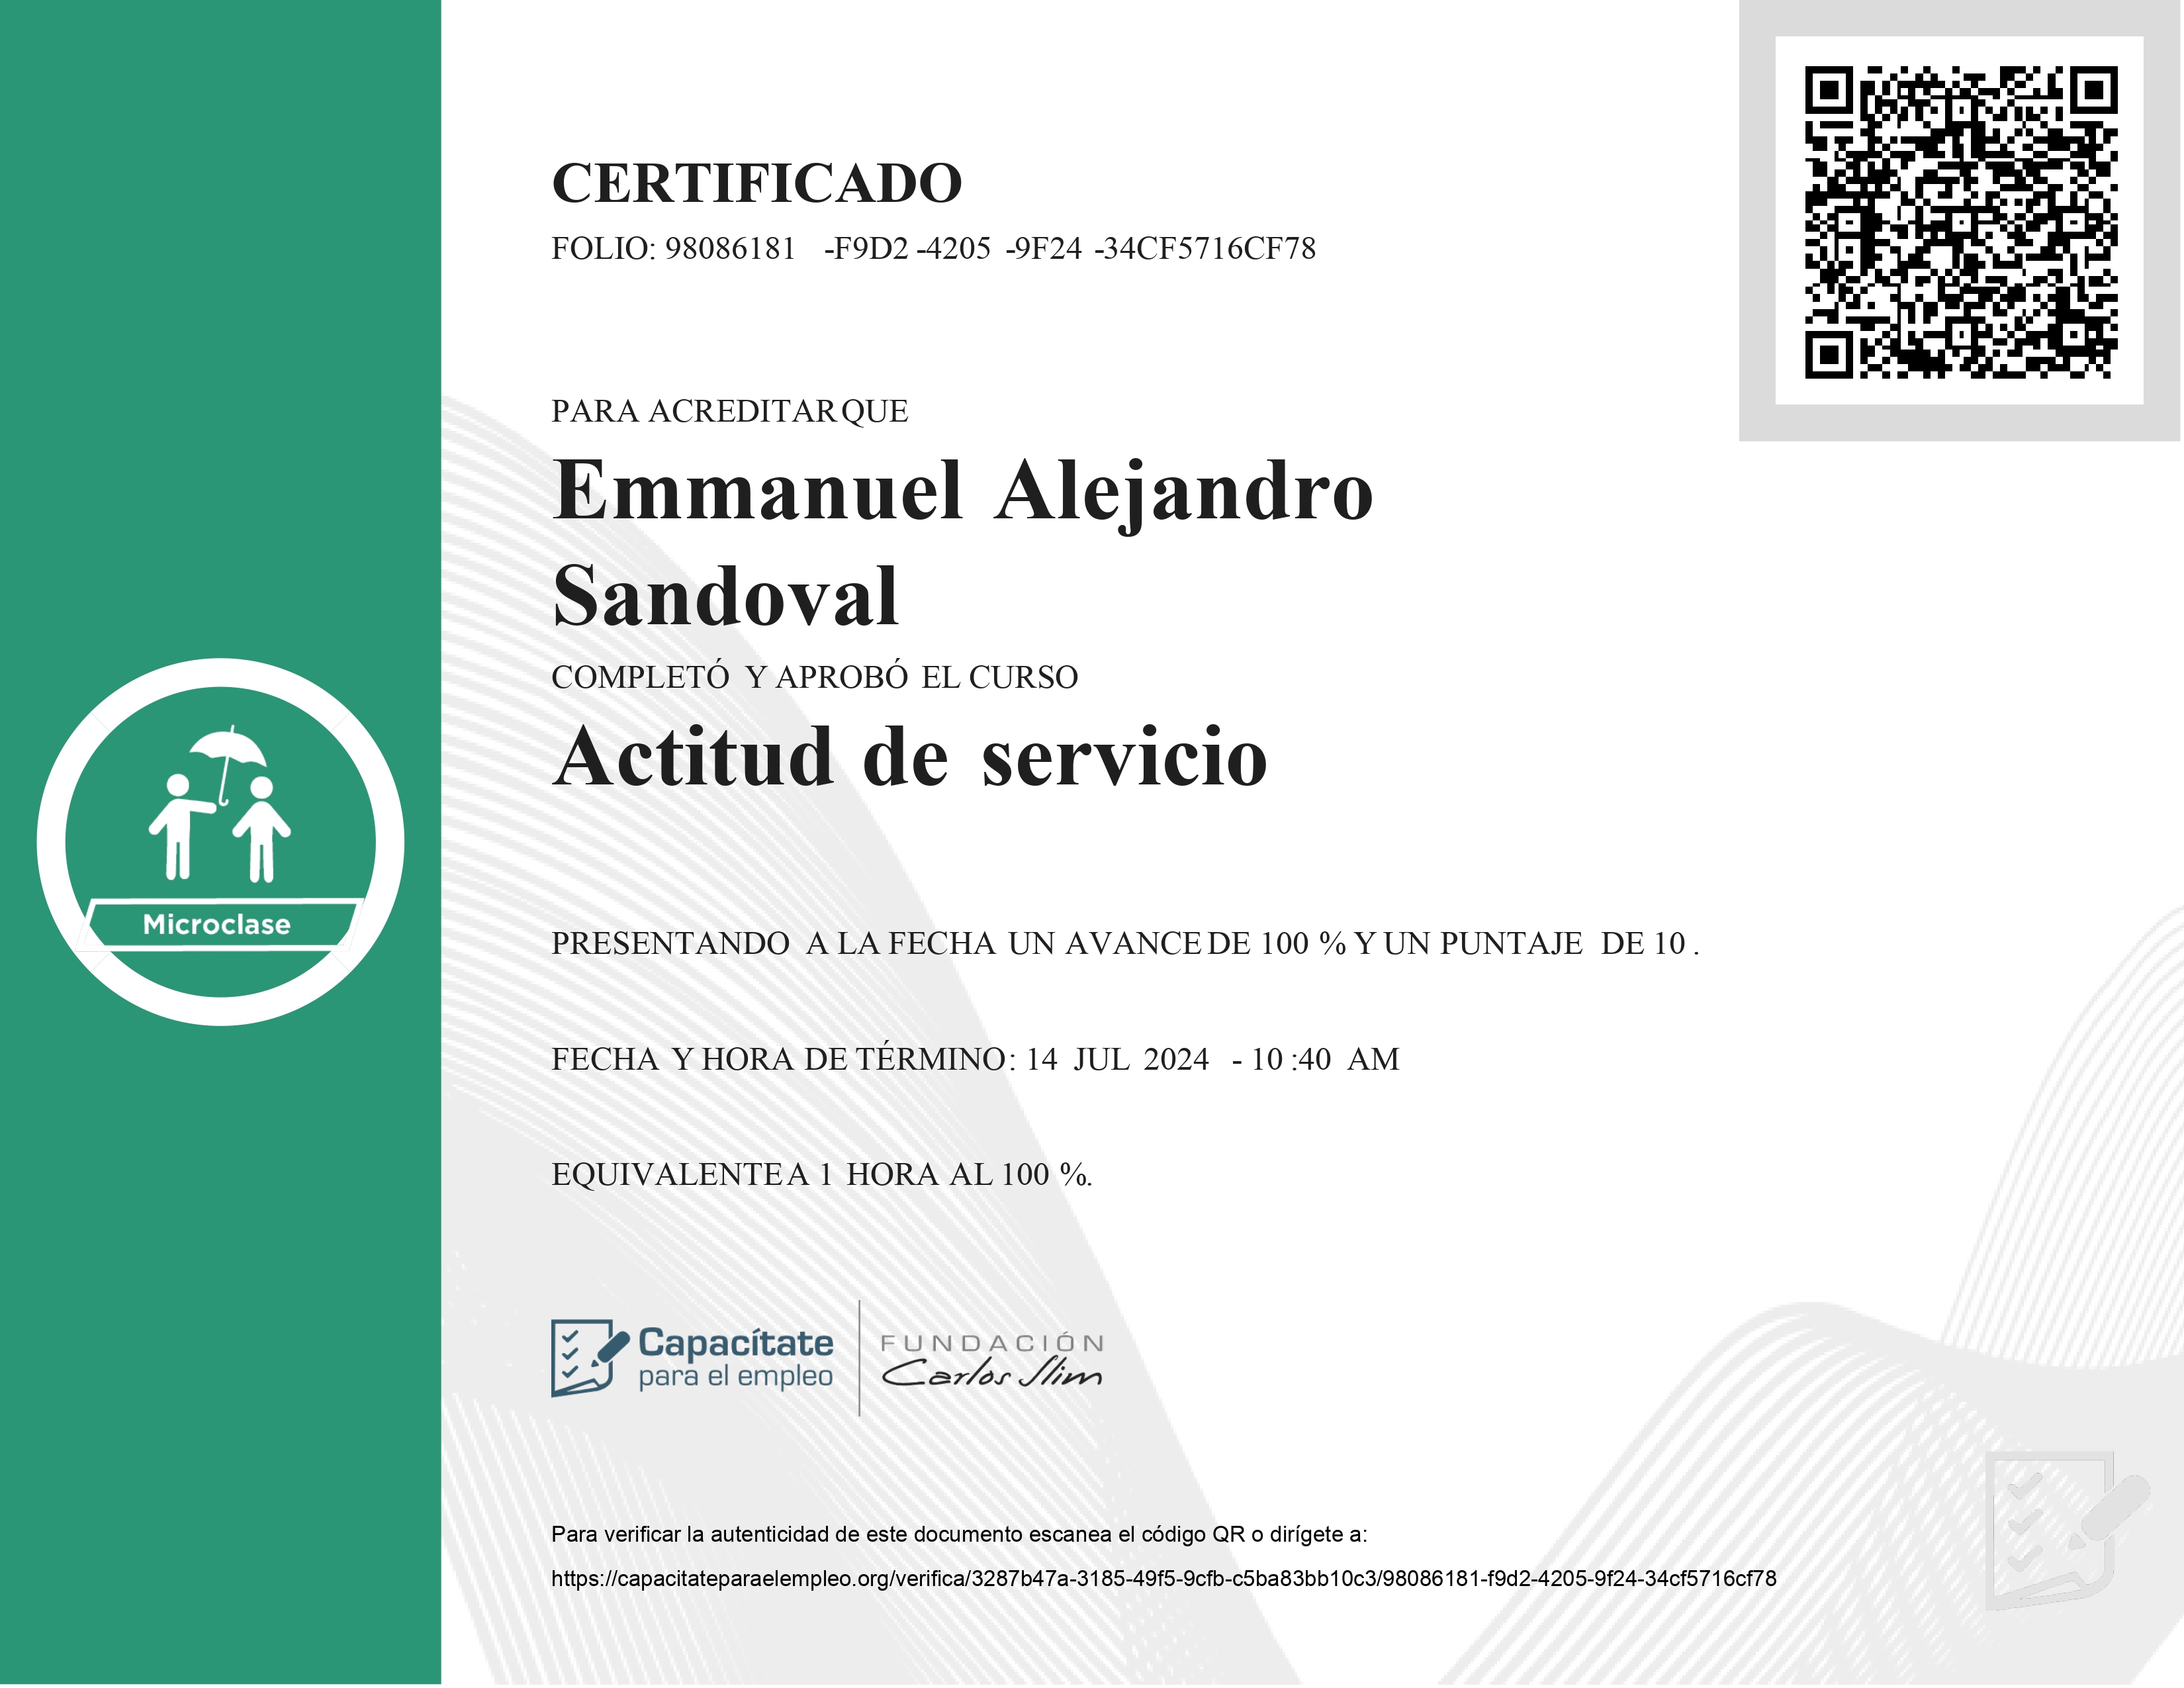 CERTIFICADO
FOLIO: 98086181 -F9D2 -4205 -9F24 -34CF5716CF78
PARA ACREDITAR QUE
Emmanuel Alejandro
Sandoval
COMPLETÓ Y APROBÓ EL CURSO
Actitud de servicio
Microclase
PRESENTANDO A LA FECHA UN AVANCE DE 100 % Y UN PUNTAJE DE 10 .
FECHA Y HORA DE TÉRMINO: 14 JUL 2024 - 10 :40 AM
EQUIVALENTE A 1 HORA AL 100 %.
Capacítate
para el empleo
FUNDACIÓN
Carlos Slim
Para verificar la autenticidad de este documento escanea el código QR o dirígete a:
https://capacitateparaelempleo.org/verifica/3287b47a-3185-49f5-9cfb-c5ba83bb10c3/98086181-f9d2-4205-9f24-34cf5716cf78